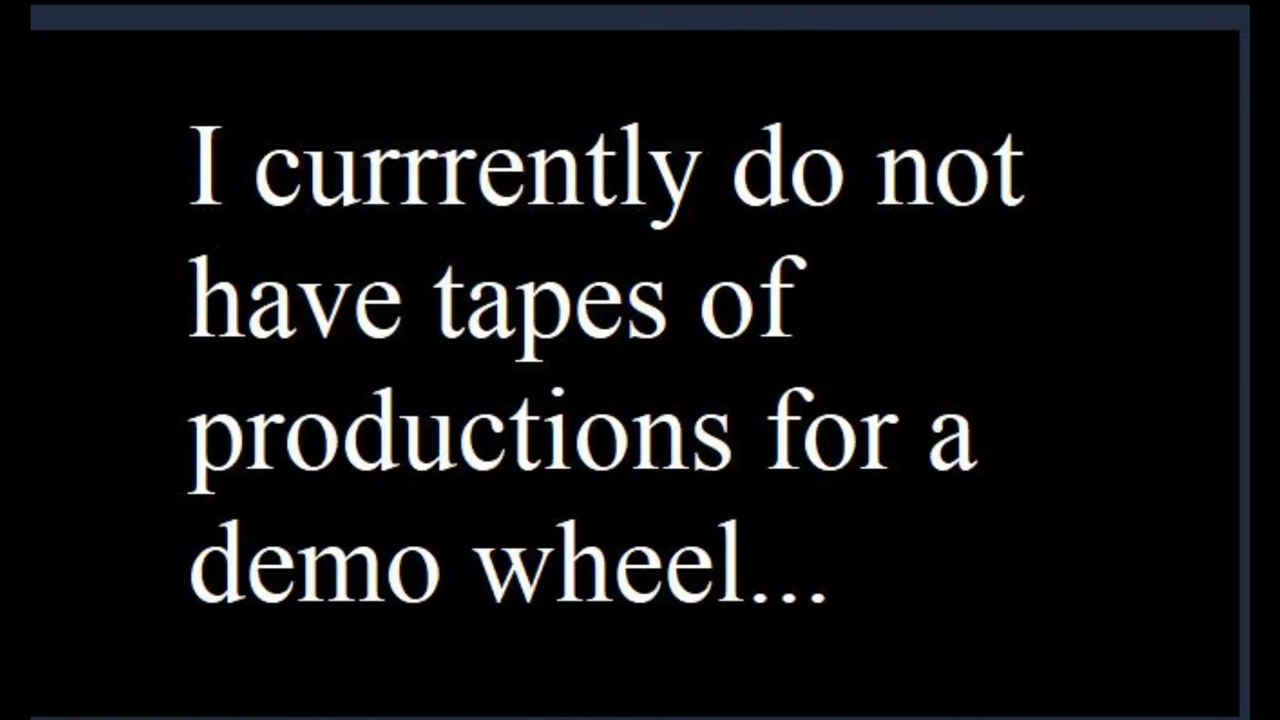 I currrently do not
have tapes of
productions for a
demo wheel...